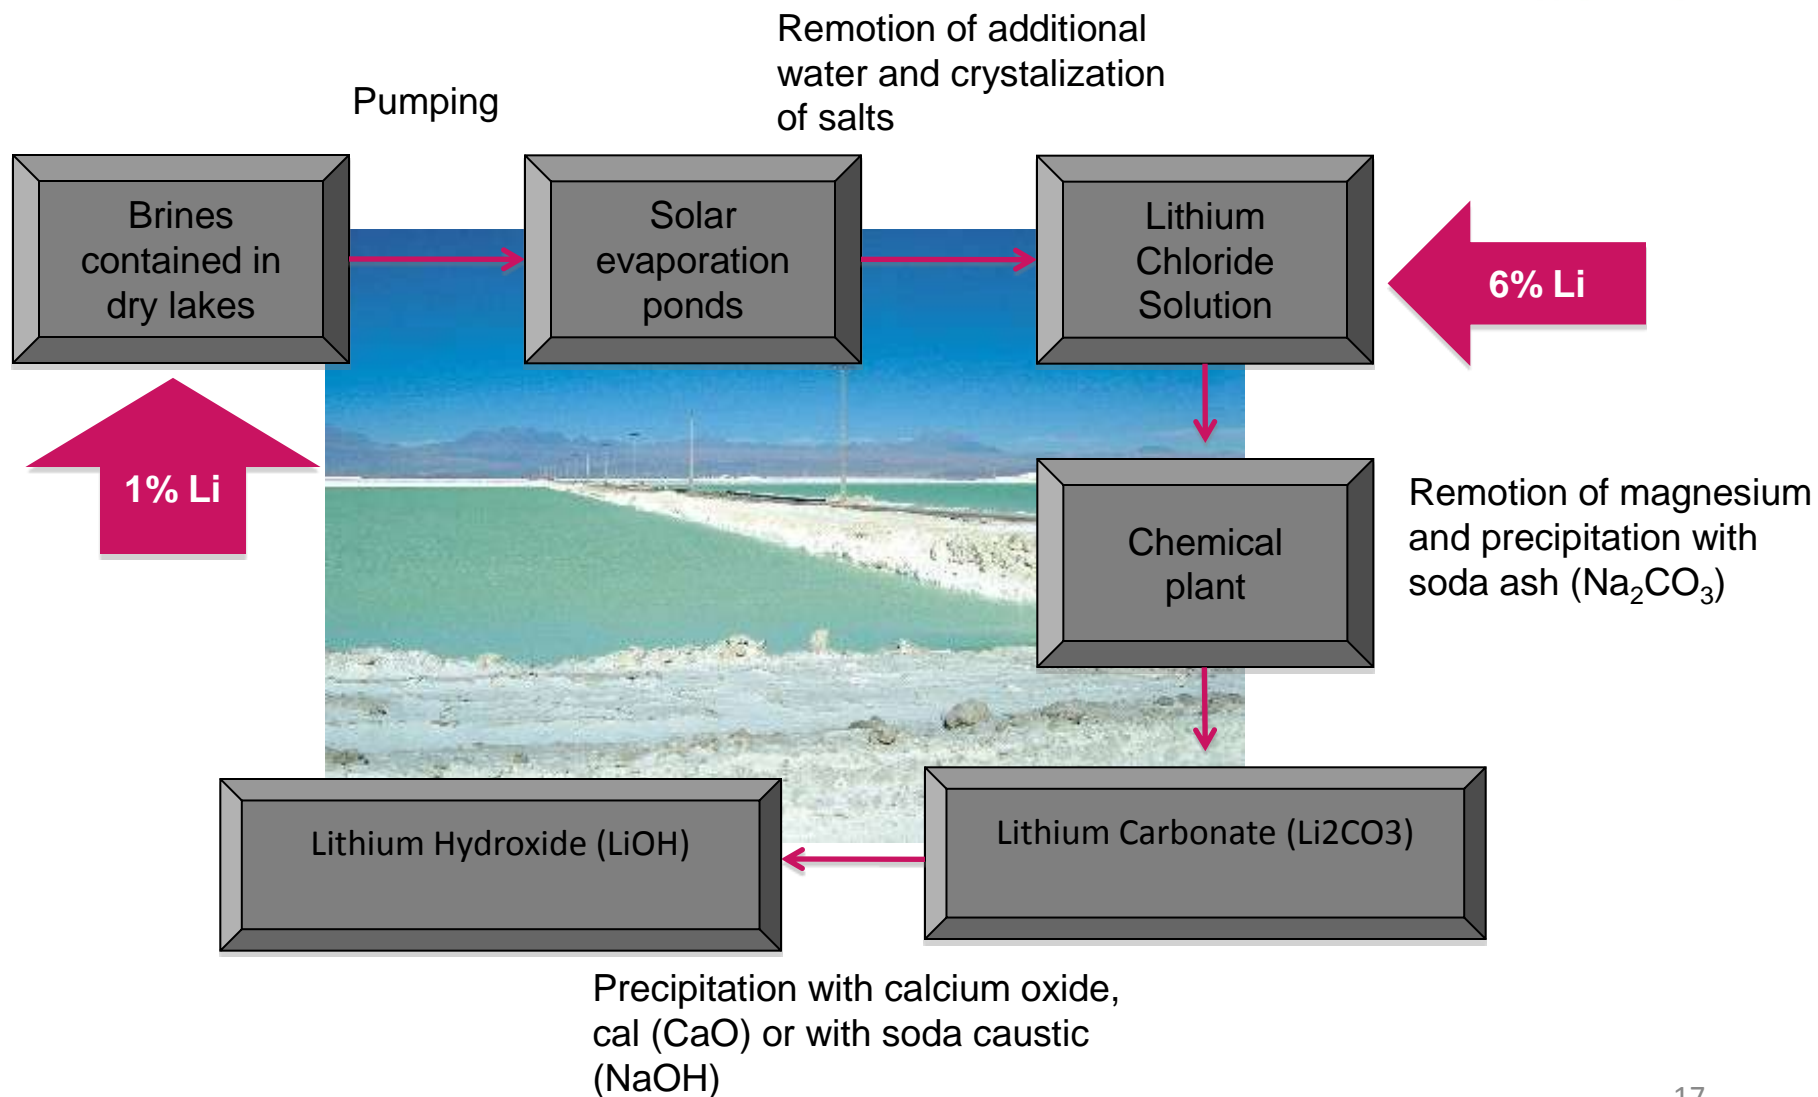 Remotion of additional
water and crystalization
of salts
Pumping
Brines
contained in
dry lakes
Solar
evaporation
ponds
Lithium
Chloride
Solution
6% Li
1% Li
Chemical
plant
Remotion of magnesium
and precipitation with
soda ash (Na₂CO₃)
Lithium Hydroxide (LiOH)
Lithium Carbonate (Li2CO3)
Precipitation with calcium oxide,
cal (CaO) or with soda caustic
(NaOH)
17